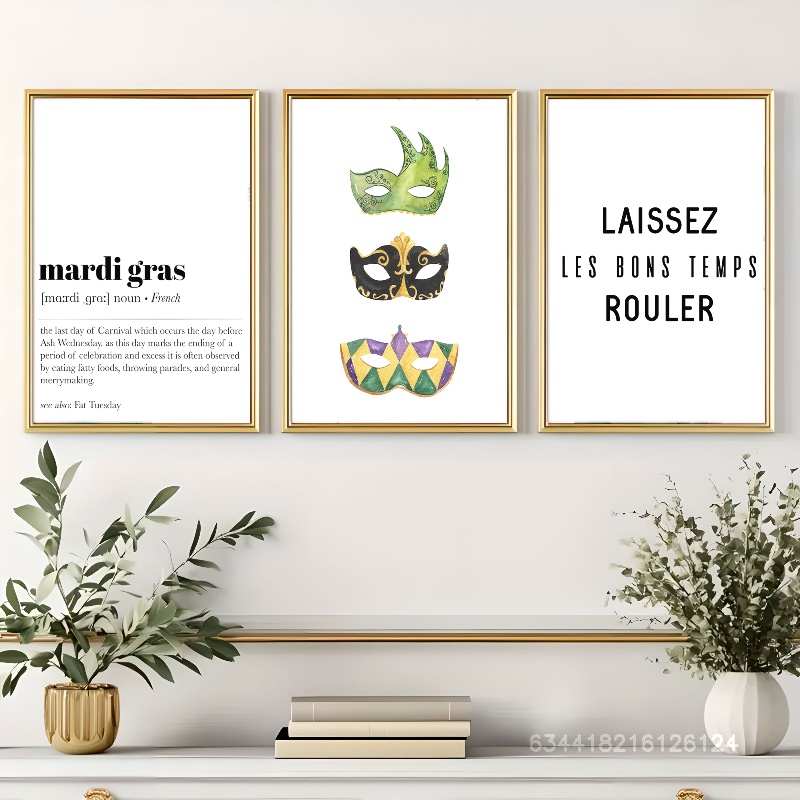 mardi gras
[mɑːrdi ˌɡrɑː] noun • French
the last day of Carnival which occurs the day before
Ash Wednesday. as this day marks the ending of a
period of celebration and excess it is often observed
by eating fatty foods, throwing parades, and general
merrymaking.
see also: Fat Tuesday
LAISSEZ
LES BONS TEMPS
ROULER
634418216126124